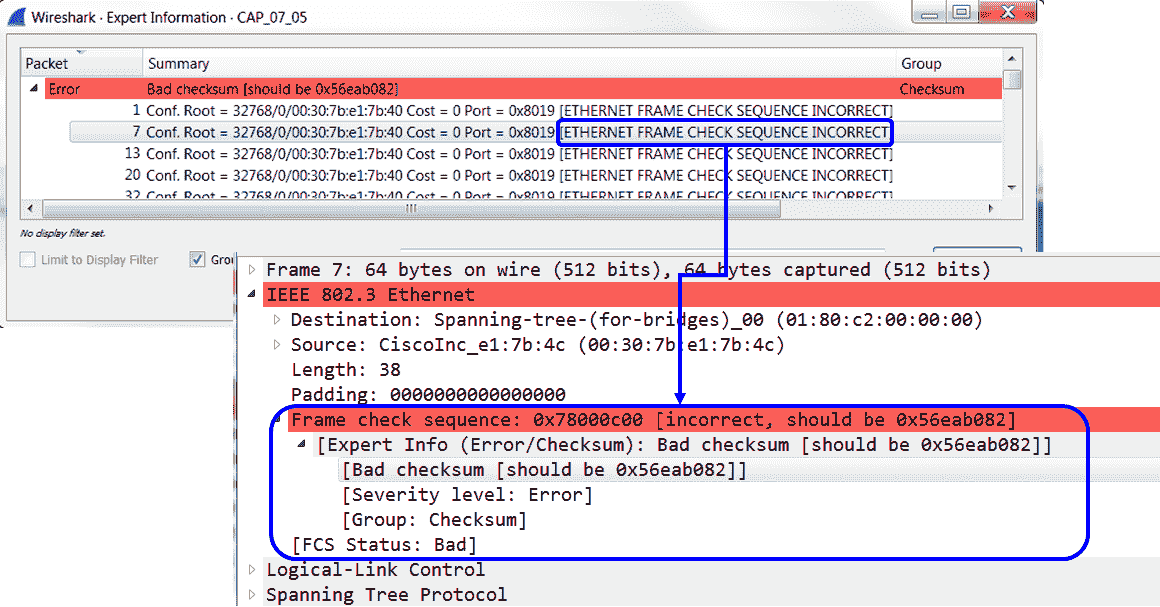 Wireshark · Expert Information · CAP_07_05
Packet Summary Group
Error Bad checksum [should be 0x56eab082] Checksum
1 Conf. Root = 32768/0/00:30:7b:e1:7b:40 Cost = 0 Port = 0x8019 [ETHERNET FRAME CHECK SEQUENCE INCORRECT]
7 Conf. Root = 32768/0/00:30:7b:e1:7b:40 Cost = 0 Port = 0x8019 [ETHERNET FRAME CHECK SEQUENCE INCORRECT]
13 Conf. Root = 32768/0/00:30:7b:e1:7b:40 Cost = 0 Port = 0x8019 [ETHERNET FRAME CHECK SEQUENCE INCORRECT]
20 Conf. Root = 32768/0/00:30:7b:e1:7b:40 Cost = 0 Port = 0x8019 [ETHERNET FRAME CHECK SEQUENCE INCORRECT]
32 Conf. Root = 32768/0/00:30:7b:e1:7b:40 Cost = 0 Port = 0x8019 [ETHERNET FRAME CHECK SEQUENCE INCORRECT]
No display filter set.
Limit to Display Filter Grou
Frame 7: 64 bytes on wire (512 bits), 64 bytes captured (512 bits)
IEEE 802.3 Ethernet
Destination: Spanning-tree-(for-bridges)_00 (01:80:c2:00:00:00)
Source: CiscoInc_e1:7b:4c (00:30:7b:e1:7b:4c)
Length: 38
Padding: 0000000000000000
Frame check sequence: 0x78000c00 [incorrect, should be 0x56eab082]
[Expert Info (Error/Checksum): Bad checksum [should be 0x56eab082]]
[Bad checksum [should be 0x56eab082]]
[Severity level: Error]
[Group: Checksum]
[FCS Status: Bad]
Logical-Link Control
Spanning Tree Protocol